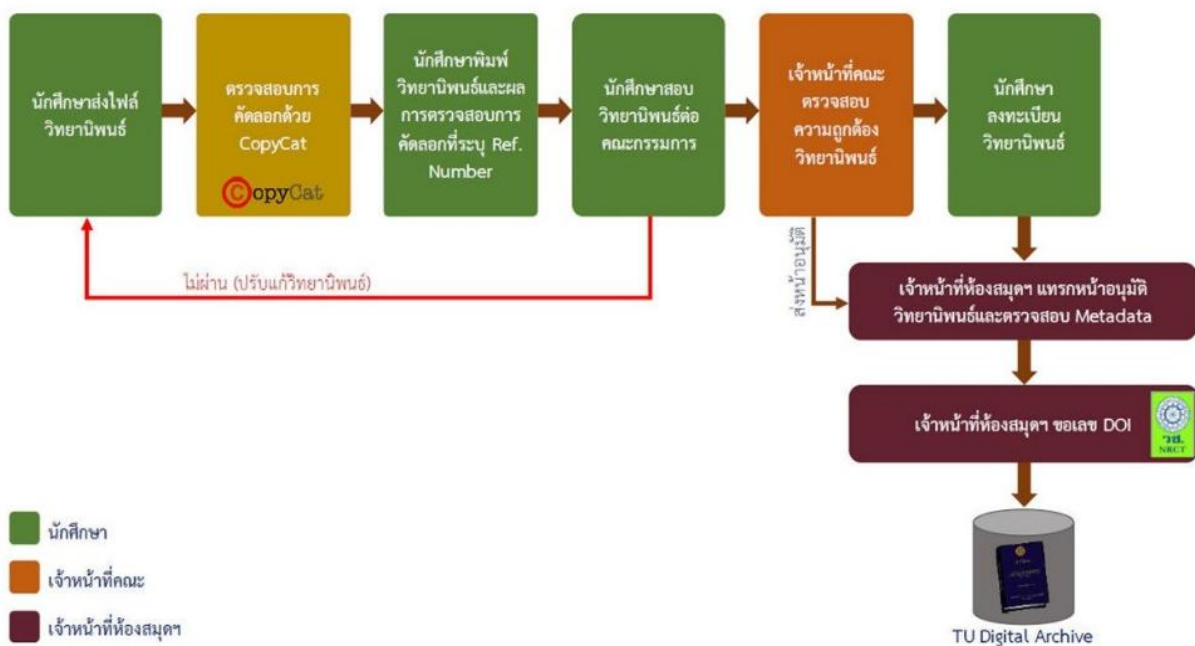 นักศึกษาส่งไฟล์
วิทยานิพนธ์
ตรวจสอบการ
คัดลอกด้วย
CopyCat
CopyCat
นักศึกษาพิมพ์
วิทยานิพนธ์และผล
การตรวจสอบการ
คัดลอกที่ระบุ Ref.
Number
นักศึกษาสอบ
วิทยานิพนธ์ต่อ
คณะกรรมการ
เจ้าหน้าที่คณะ
ตรวจสอบ
ความถูกต้อง
วิทยานิพนธ์
นักศึกษา
ลงทะเบียน
วิทยานิพนธ์
ไม่ผ่าน (ปรับแก้วิทยานิพนธ์)
ส่งหน้าอนุมัติ
เจ้าหน้าที่ห้องสมุดฯ แทรกหน้าอนุมัติ
วิทยานิพนธ์และตรวจสอบ Metadata
เจ้าหน้าที่ห้องสมุดฯ ขอเลข DOI
วช.
NRCT
นักศึกษา
เจ้าหน้าที่คณะ
เจ้าหน้าที่ห้องสมุดฯ
TU Digital Archive